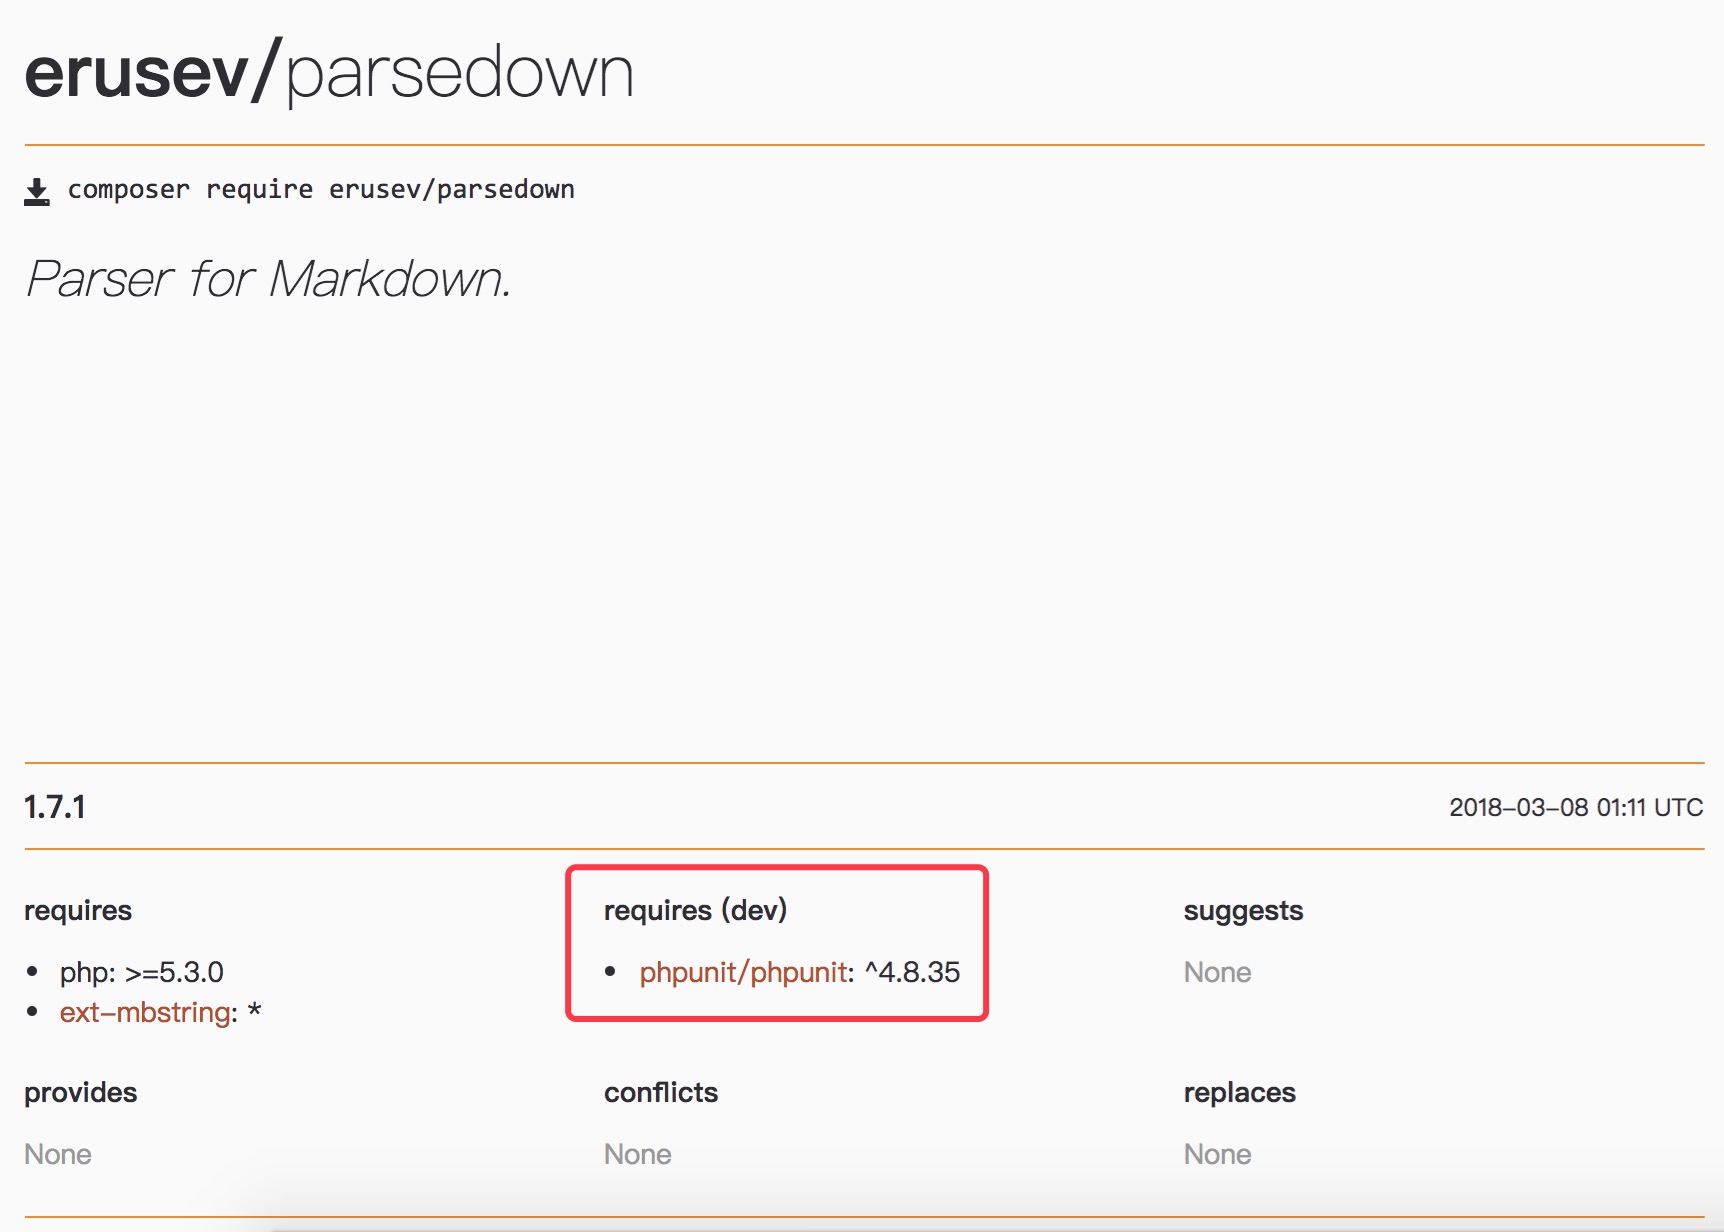 erusev/parsedown
composer require erusev/parsedown
Parser for Markdown.
1.7.1
2018-03-08 01:11 UTC
requires
• php: >=5.3.0
• ext-mbstring: *
requires (dev)
• phpunit/phpunit: ^4.8.35
suggests
None
provides
None
conflicts
None
replaces
None